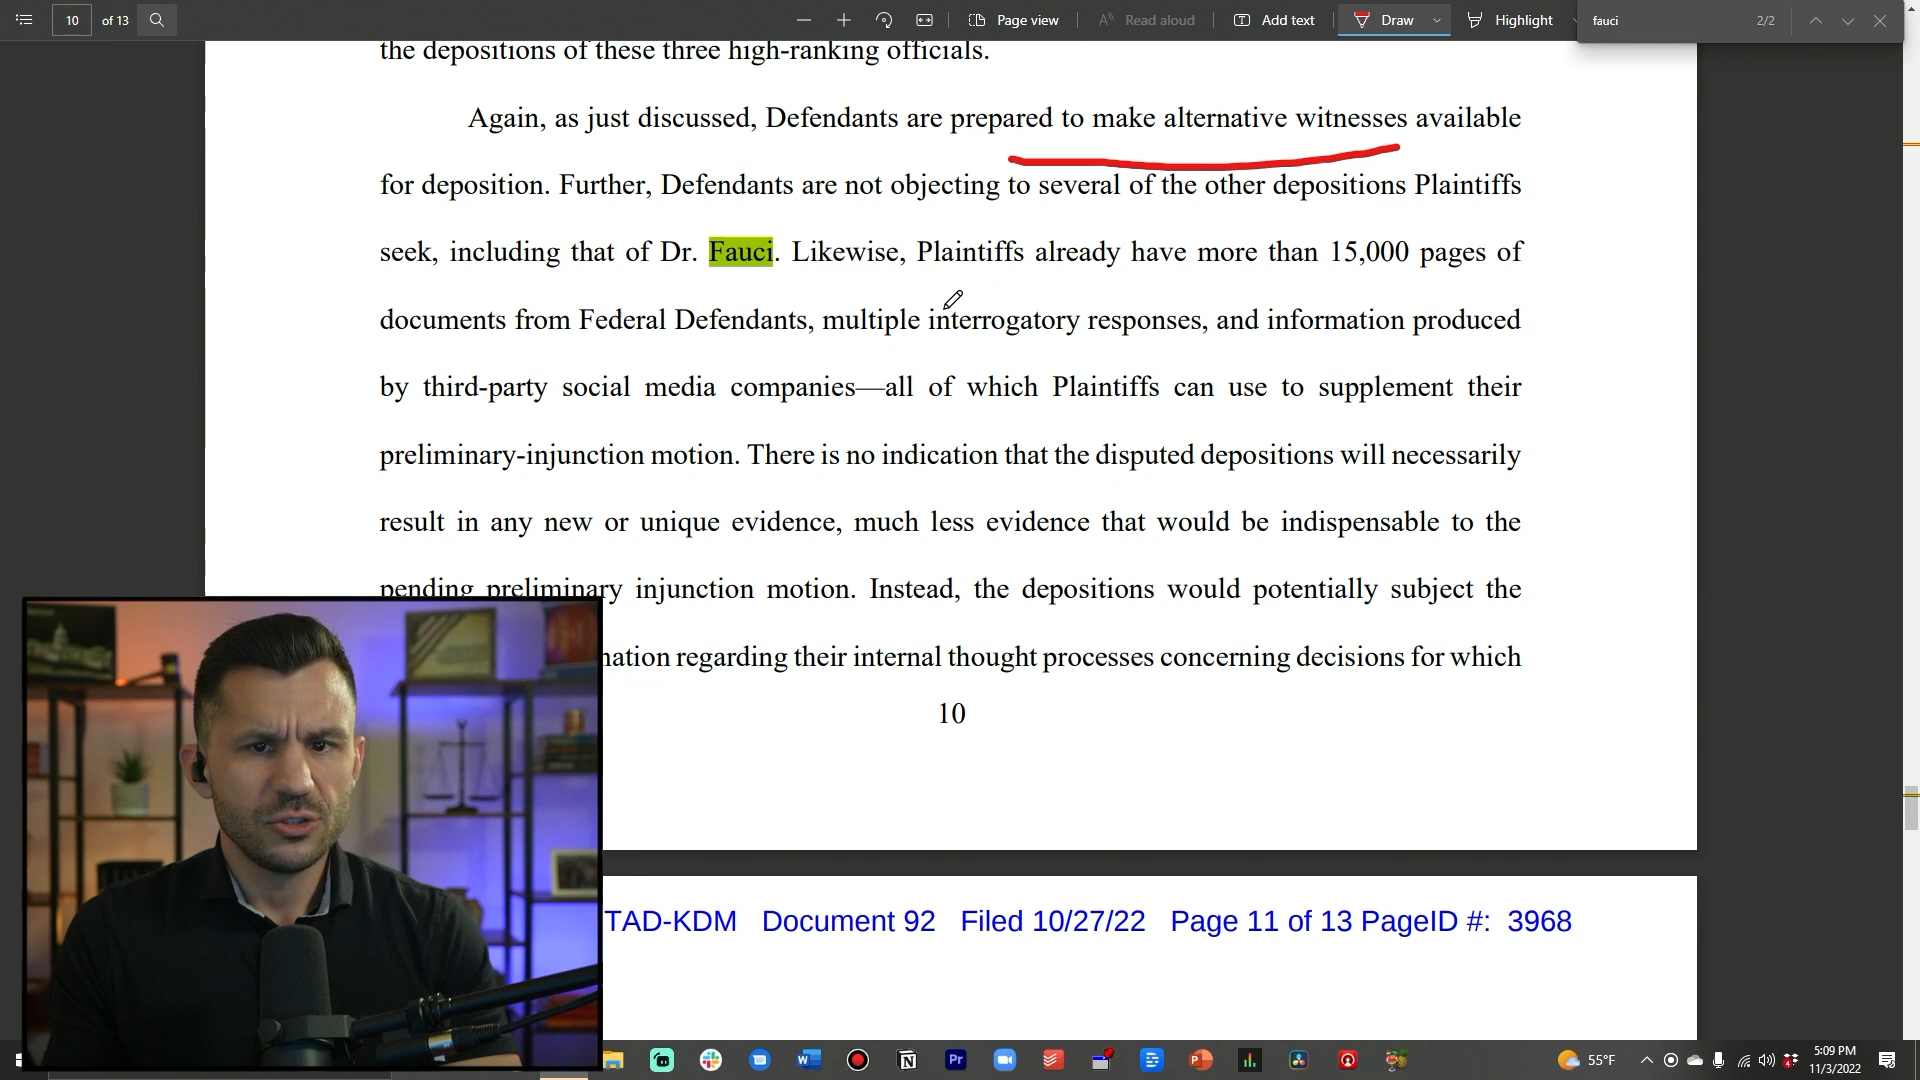 10
of 13
Page view
Read aloud
Add text
Draw
Highlight
fauci
2/2
the depositions of these three high-ranking officials.
Again, as just discussed, Defendants are prepared to make alternative witnesses available
for deposition. Further, Defendants are not objecting to several of the other depositions Plaintiffs
seek, including that of Dr. Fauci. Likewise, Plaintiffs already have more than 15,000 pages of
documents from Federal Defendants, multiple interrogatory responses, and information produced
by third-party social media companies—all of which Plaintiffs can use to supplement their
preliminary-injunction motion. There is no indication that the disputed depositions will necessarily
result in any new or unique evidence, much less evidence that would be indispensable to the
pending preliminary injunction motion. Instead, the depositions would potentially subject the
mation regarding their internal thought processes concerning decisions for which
10
TAD-KDM Document 92 Filed 10/27/22 Page 11 of 13 PageID #: 3968
55°F
5:09 PM
11/3/2022